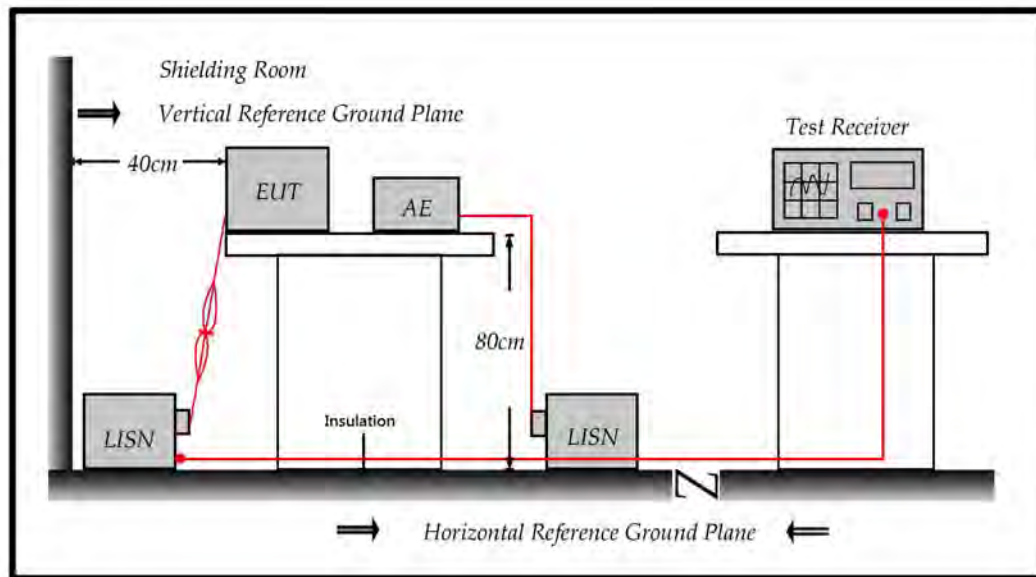 Shielding Room
Vertical Reference Ground Plane
Test Receiver
40cm
EUT
AE
80cm
Insulation
LISN
LISN
Horizontal Reference Ground Plane